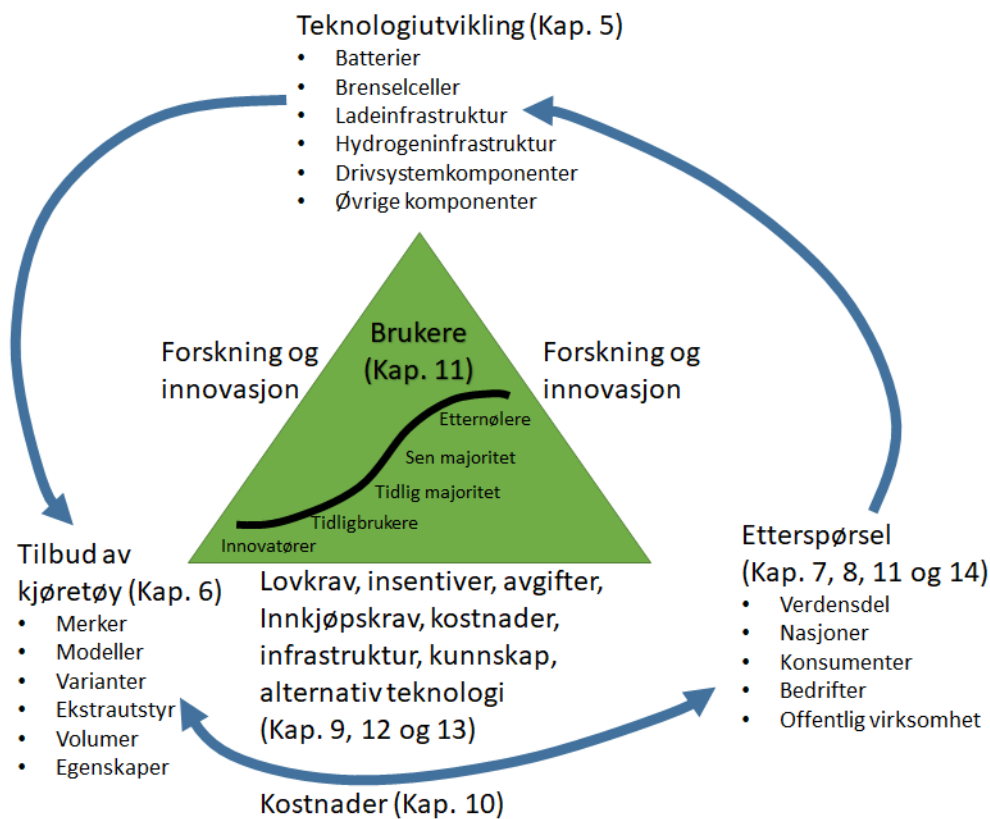 Teknologiutvikling (Kap. 5)
• Batterier
• Brenselceller
• Ladeinfrastruktur
• Hydrogeninfrastruktur
• Drivsystemkomponenter
• Øvrige komponenter
Forskning og
innovasjon
Brukere
(Kap. 11)
Etternølere
Sen majoritet
Tidlig majoritet
Tidligbrukere
Innovatører
Forskning og
innovasjon
Tilbud av
kjøretøy (Kap. 6)
• Merker
• Modeller
• Varianter
• Ekstrautstyr
• Volumer
• Egenskaper
Lovkrav, insentiver, avgifter,
Innkjøpskrav, kostnader,
infrastruktur, kunnskap,
alternativ teknologi
(Kap. 9, 12 og 13)
Etterspørsel
(Kap. 7, 8, 11 og 14)
• Verdensdel
• Nasjoner
• Konsumenter
• Bedrifter
• Offentlig virksomhet
Kostnader (Kap. 10)